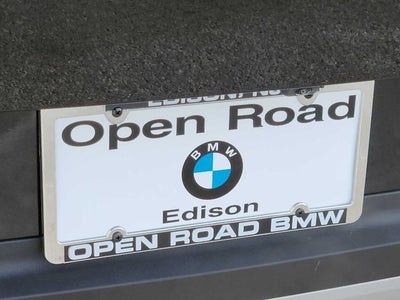 EDISON, NJ
Open Road
BMW
Edison
OPEN ROAD BMW